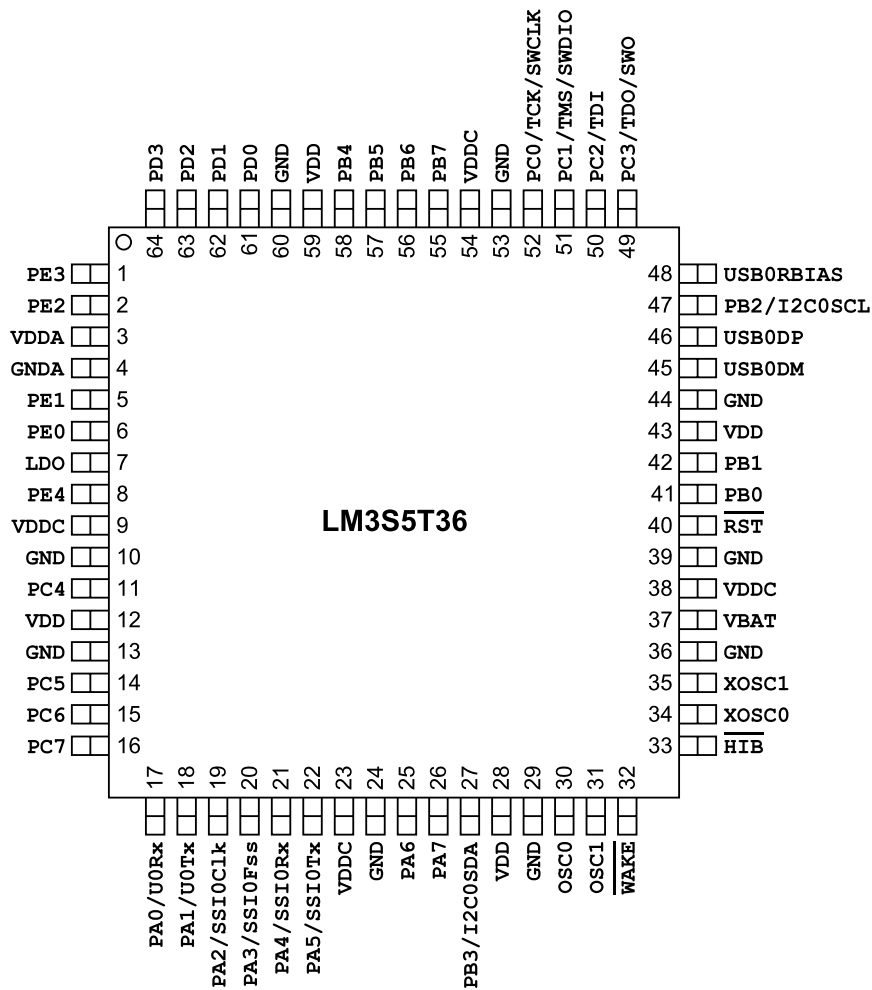 PC0/TCK/SWCLK
PC1/TMS/SWDIO
PC2/TDI
PC3/TDO/SWO
PD3
PD2
PD1
PD0
GND
VDD
PB4
PB5
PB6
PB7
VDDC
GND
64
63
62
61
60
59
58
57
56
55
54
53
52
51
50
49
PE3 1 48 USB0RBIAS
PE2 2 47 PB2/I2C0SCL
VDDA 3 46 USB0DP
GNDA 4 45 USB0DM
PE1 5 44 GND
PE0 6 43 VDD
LDO 7 42 PB1
PE4 8 41 PB0
VDDC 9 40 RST
LM3S5T36
GND 10 39 GND
PC4 11 38 VDDC
VDD 12 37 VBAT
GND 13 36 GND
PC5 14 35 XOSC1
PC6 15 34 XOSC0
PC7 16 33 HIB
17
18
19
20
21
22
23
24
25
26
27
28
29
30
31
32
PA0/U0Rx
PA1/U0Tx
PA2/SSI0Clk
PA3/SSI0Fss
PA4/SSI0Rx
PA5/SSI0Tx
VDDC
GND
PA6
PA7
PB3/I2C0SDA
VDD
GND
OSC0
OSC1
WAKE